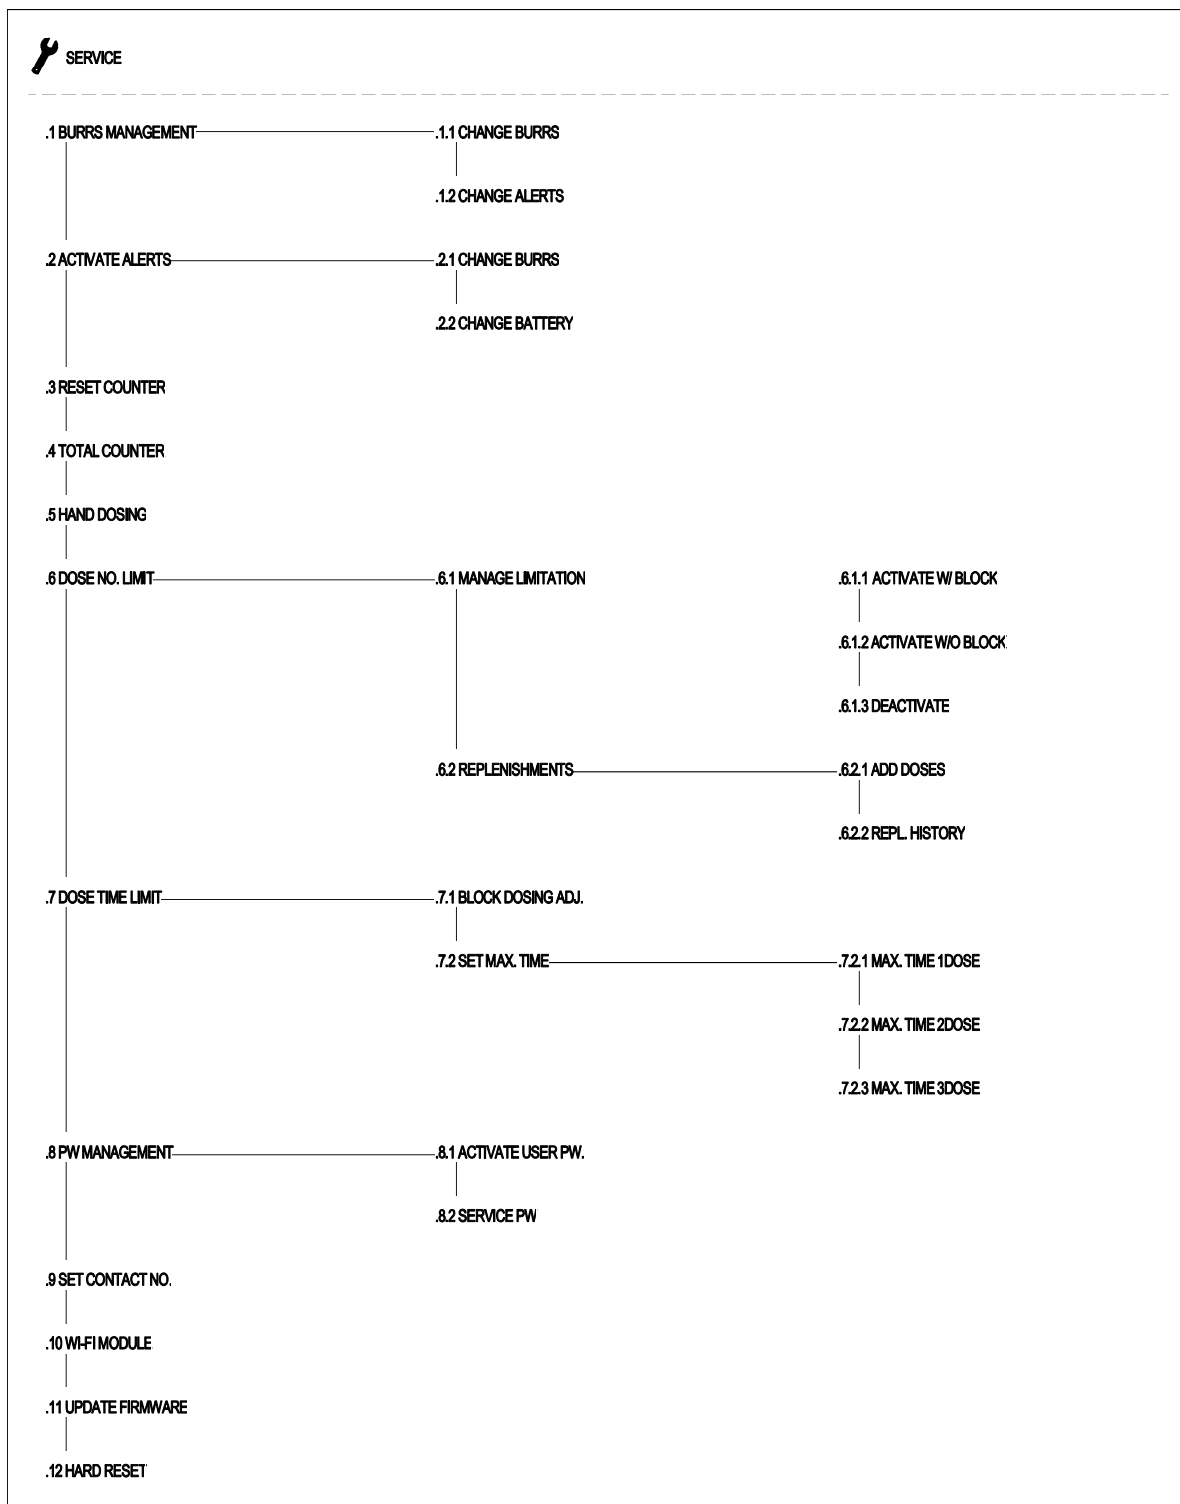 SERVICE
.1 BURRS MANAGEMENT
.1.1 CHANGE BURRS
.1.2 CHANGE ALERTS
.2 ACTIVATE ALERTS
.2.1 CHANGE BURRS
.2.2 CHANGE BATTERY
.3 RESET COUNTER
.4 TOTAL COUNTER
.5 HAND DOSING
.6 DOSE NO. LIMIT
.6.1 MANAGE LIMITATION
.6.1.1 ACTIVATE W/ BLOCK
.6.1.2 ACTIVATE W/O BLOCK
.6.1.3 DEACTIVATE
.6.2 REPLENISHMENTS
.6.2.1 ADD DOSES
.6.2.2 REPL. HISTORY
.7 DOSE TIME LIMIT
.7.1 BLOCK DOSING ADJ.
.7.2 SET MAX. TIME
.7.2.1 MAX. TIME 1DOSE
.7.2.2 MAX. TIME 2DOSE
.7.2.3 MAX. TIME 3DOSE
.8 PW MANAGEMENT
.8.1 ACTIVATE USER PW.
.8.2 SERVICE PW
.9 SET CONTACT NO.
.10 WI-FI MODULE
.11 UPDATE FIRMWARE
.12 HARD RESET